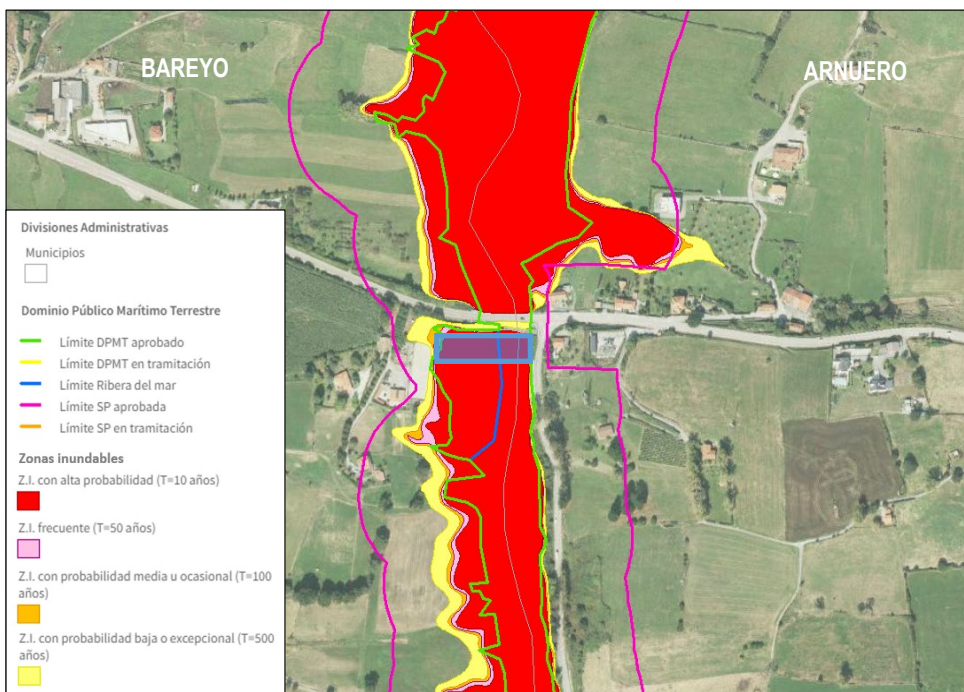 BAREYO
ARNUERO
Divisiones Administrativas
Municipios
Dominio Público Marítimo Terrestre
Límite DPMT aprobado
Límite DPMT en tramitación
Límite Ribera del mar
Límite SP aprobada
Límite SP en tramitación
Zonas inundables
Z.I. con alta probabilidad (T=10 años)
Z.I. frecuente (T=50 años)
Z.I. con probabilidad media u ocasional (T=100
años)
Z.I. con probabilidad baja o excepcional (T=500
años)